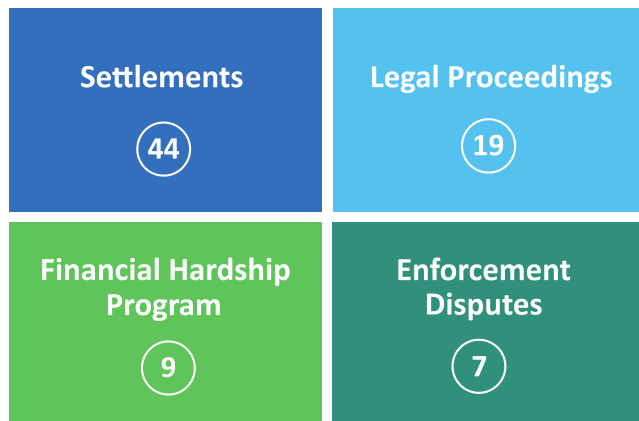 Settlements
44
Legal Proceedings
19
Financial Hardship
Program
9
Enforcement
Disputes
7